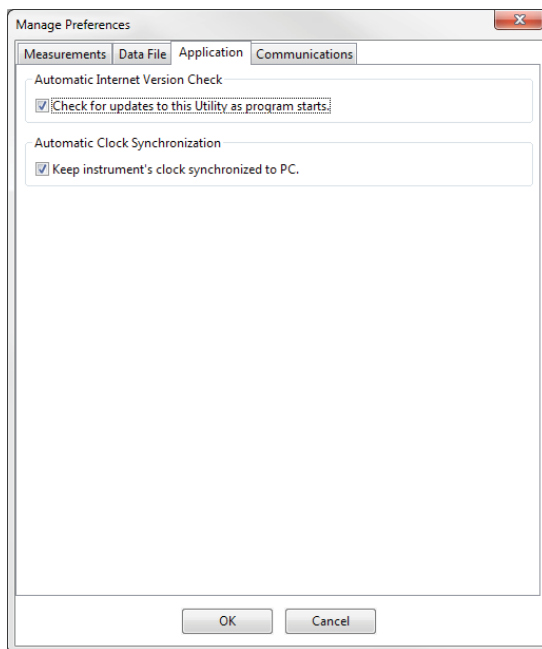 Manage Preferences
Measurements Data File Application Communications
Automatic Internet Version Check
Check for updates to this Utility as program starts.
Automatic Clock Synchronization
Keep instrument's clock synchronized to PC.
OK Cancel